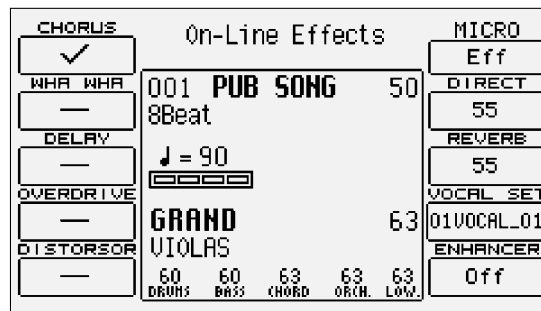 On-Line Effects
CHORUS
WHA WHA
—
DELAY
—
OVERDRIVE
—
DISTORSOR
—
001 PUB SONG 50
8Beat
♩ = 90
GRAND 63
VIOLAS
60 60 63 63 63
DRUMS BASS CHORD ORCH. LOW.
MICRO
Eff
DIRECT
55
REVERB
55
VOCAL SET
01VOCAL_01
ENHANCER
Off